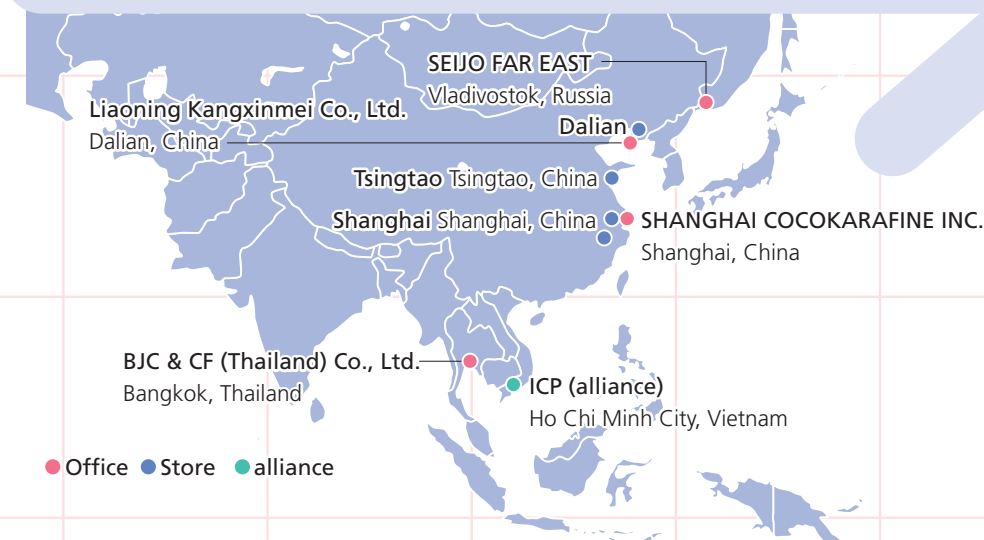 SEIJO FAR EAST
Vladivostok, Russia
Liaoning Kangxinmei Co., Ltd.
Dalian, China
Dalian
Tsingtao Tsingtao, China
Shanghai Shanghai, China
SHANGHAI COCOKARAFINE INC.
Shanghai, China
BJC & CF (Thailand) Co., Ltd.
Bangkok, Thailand
ICP (alliance)
Ho Chi Minh City, Vietnam
Office Store alliance